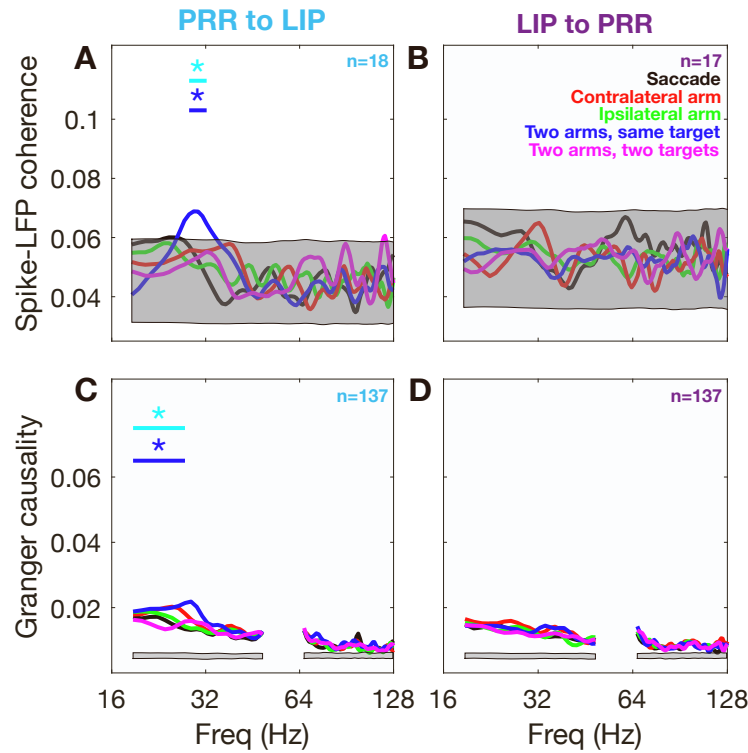 PRR to LIP
LIP to PRR
A
n=18
*
*
B
n=17
Saccade
Contralateral arm
Ipsilateral arm
Two arms, same target
Two arms, two targets
Spike-LFP coherence
0.1
0.08
0.06
0.04
C
n=137
*
*
D
n=137
Granger causality
0.06
0.04
0.02
16
32
64
128
16
32
64
128
Freq (Hz)
Freq (Hz)